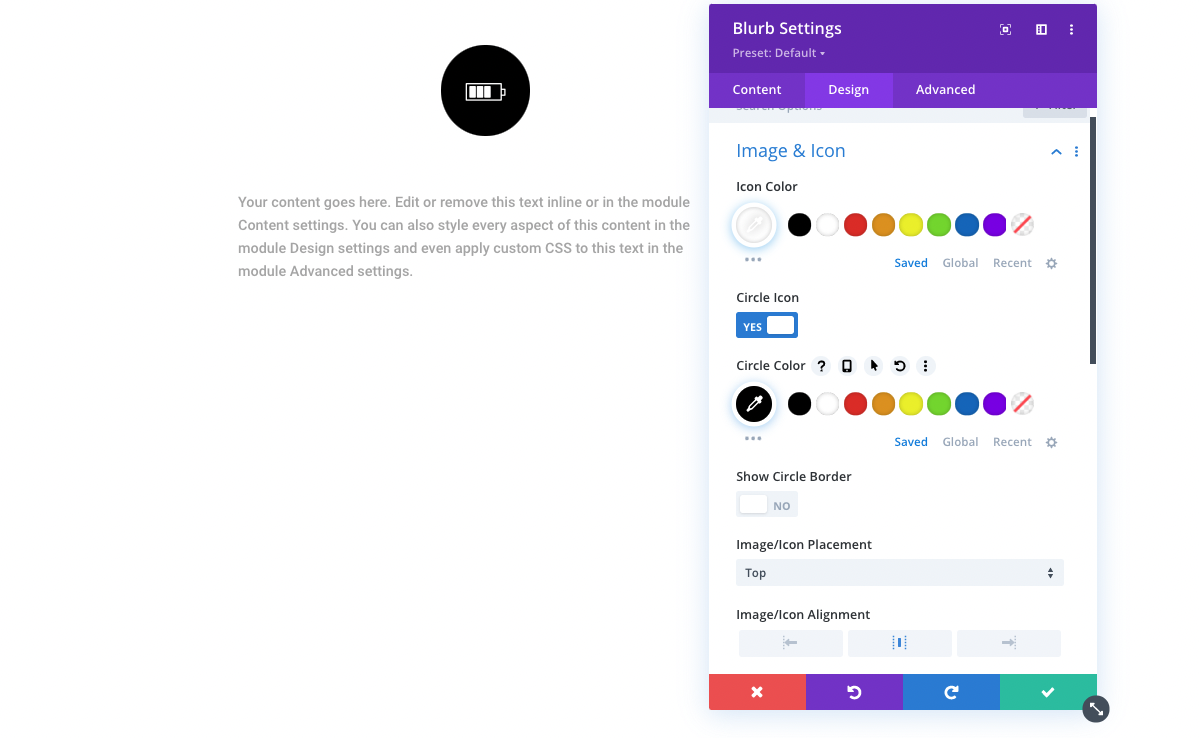 Blurb Settings
Preset: Default
Content Design Advanced
Search Options
Filter
Image & Icon
Icon Color
Saved Global Recent
Circle Icon
YES
Circle Color ?
Saved Global Recent
Show Circle Border
NO
Image/Icon Placement
Top
Image/Icon Alignment
Your content goes here. Edit or remove this text inline or in the module
Content settings. You can also style every aspect of this content in the
module Design settings and even apply custom CSS to this text in the
module Advanced settings.